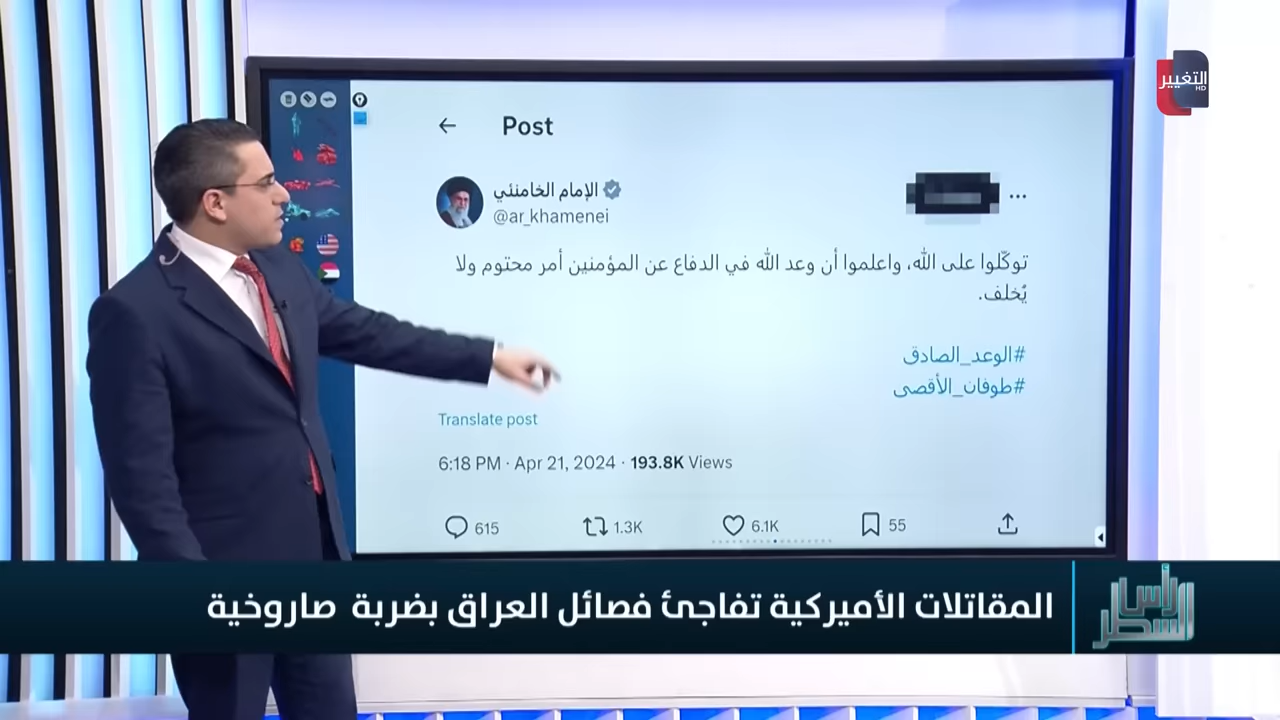 التغيير
HD
Post
الإمام الخامنئي
@ar_khamenei
توكّلوا على الله، واعلموا أن وعد الله في الدفاع عن المؤمنين أمر محتوم ولا
يُخلف.
#الوعد_الصادق
#طوفان_الأقصى
Translate post
6:18 PM · Apr 21, 2024 · 193.8K Views
615 1.3K 6.1K 55
المقاتلات الأميركية تفاجئ فصائل العراق بضربة صاروخية
رأس السطر